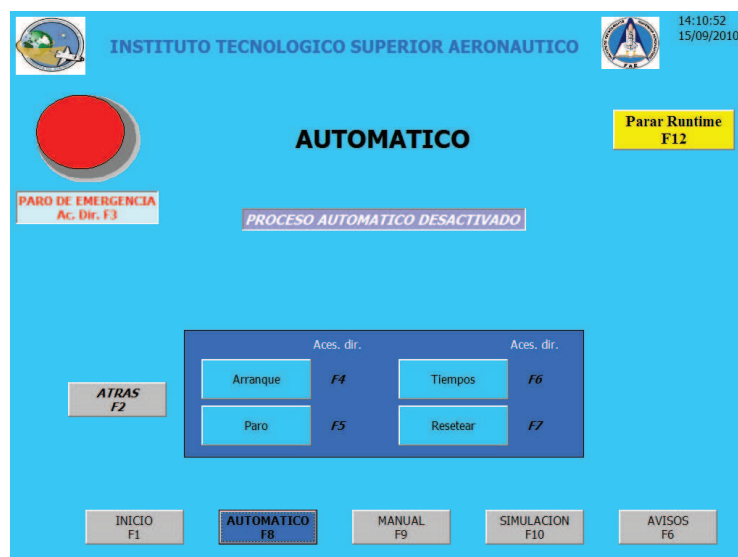 14:10:52
15/09/2010
INSTITUTO TECNOLOGICO SUPERIOR AERONAUTICO
F.A.E
AUTOMATICO
Parar Runtime
F12
PARO DE EMERGENCIA
Ac. Dir. F3
PROCESO AUTOMATICO DESACTIVADO
Aces. dir.
Aces. dir.
Arranque
F4
Tiempos
F6
ATRAS
F2
Paro
F5
Resetear
F7
INICIO
F1
AUTOMATICO
F8
MANUAL
F9
SIMULACION
F10
AVISOS
F6